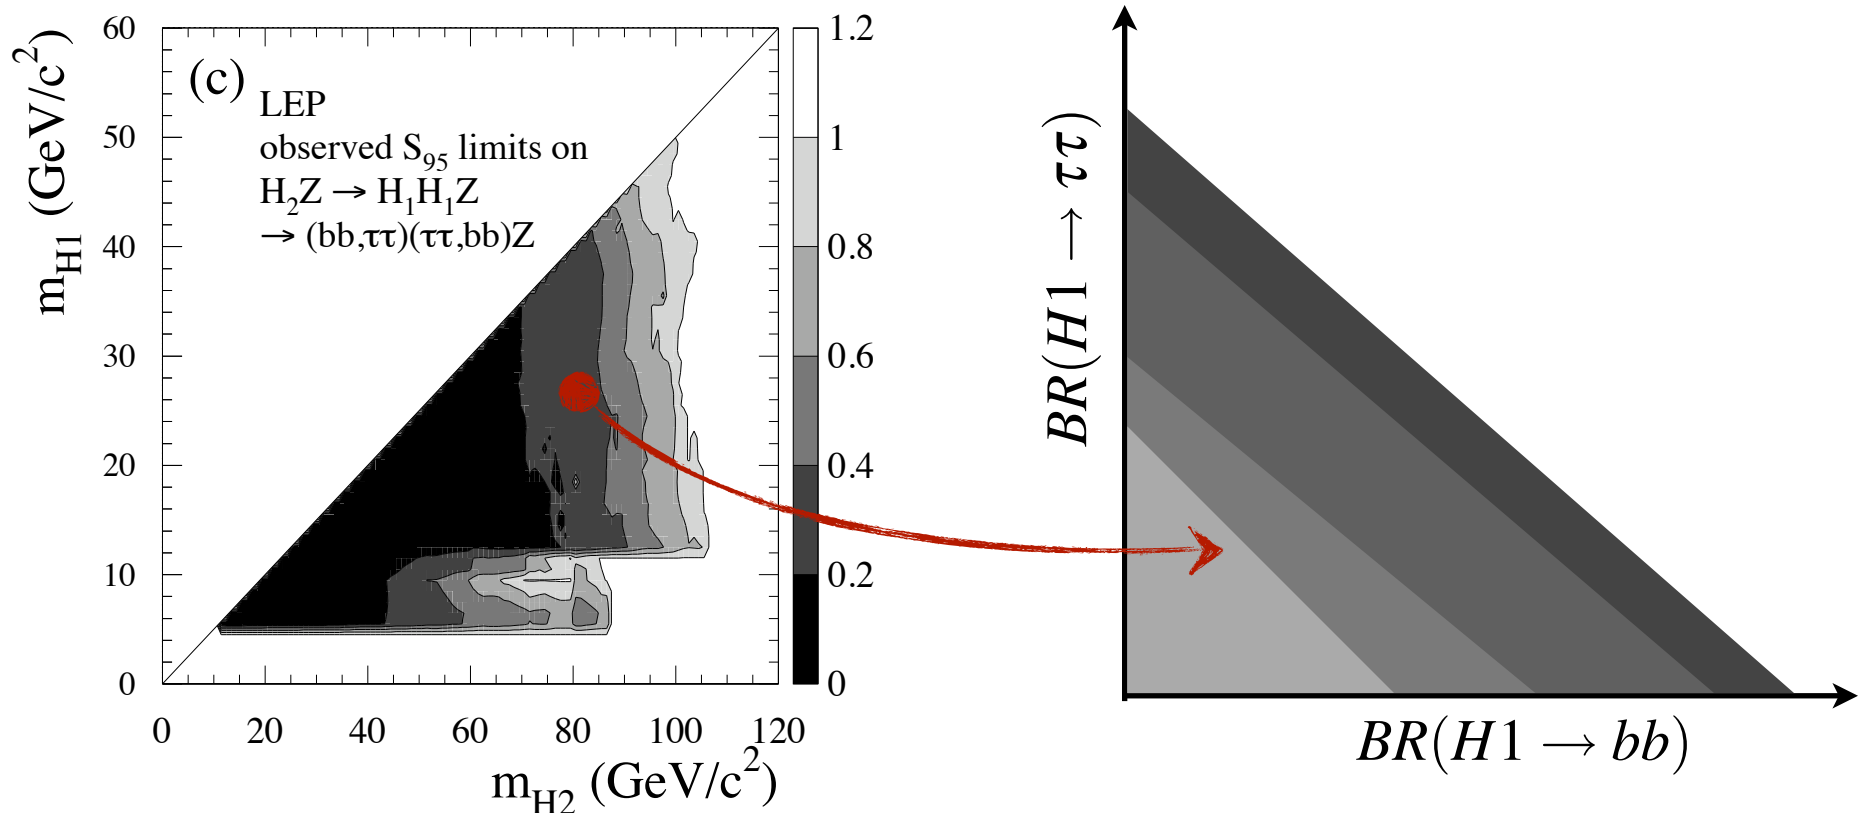 (c)
LEP
observed S95 limits on
H2Z → H1H1Z
→ (bb,ττ)(ττ,bb)Z
mH1 (GeV/c2)
60
50
40
30
20
10
0
0 20 40 60 80 100 120
mH2 (GeV/c2)
1.2
1
0.8
0.6
0.4
0.2
0
BR(H1 → ττ)
BR(H1 → bb)